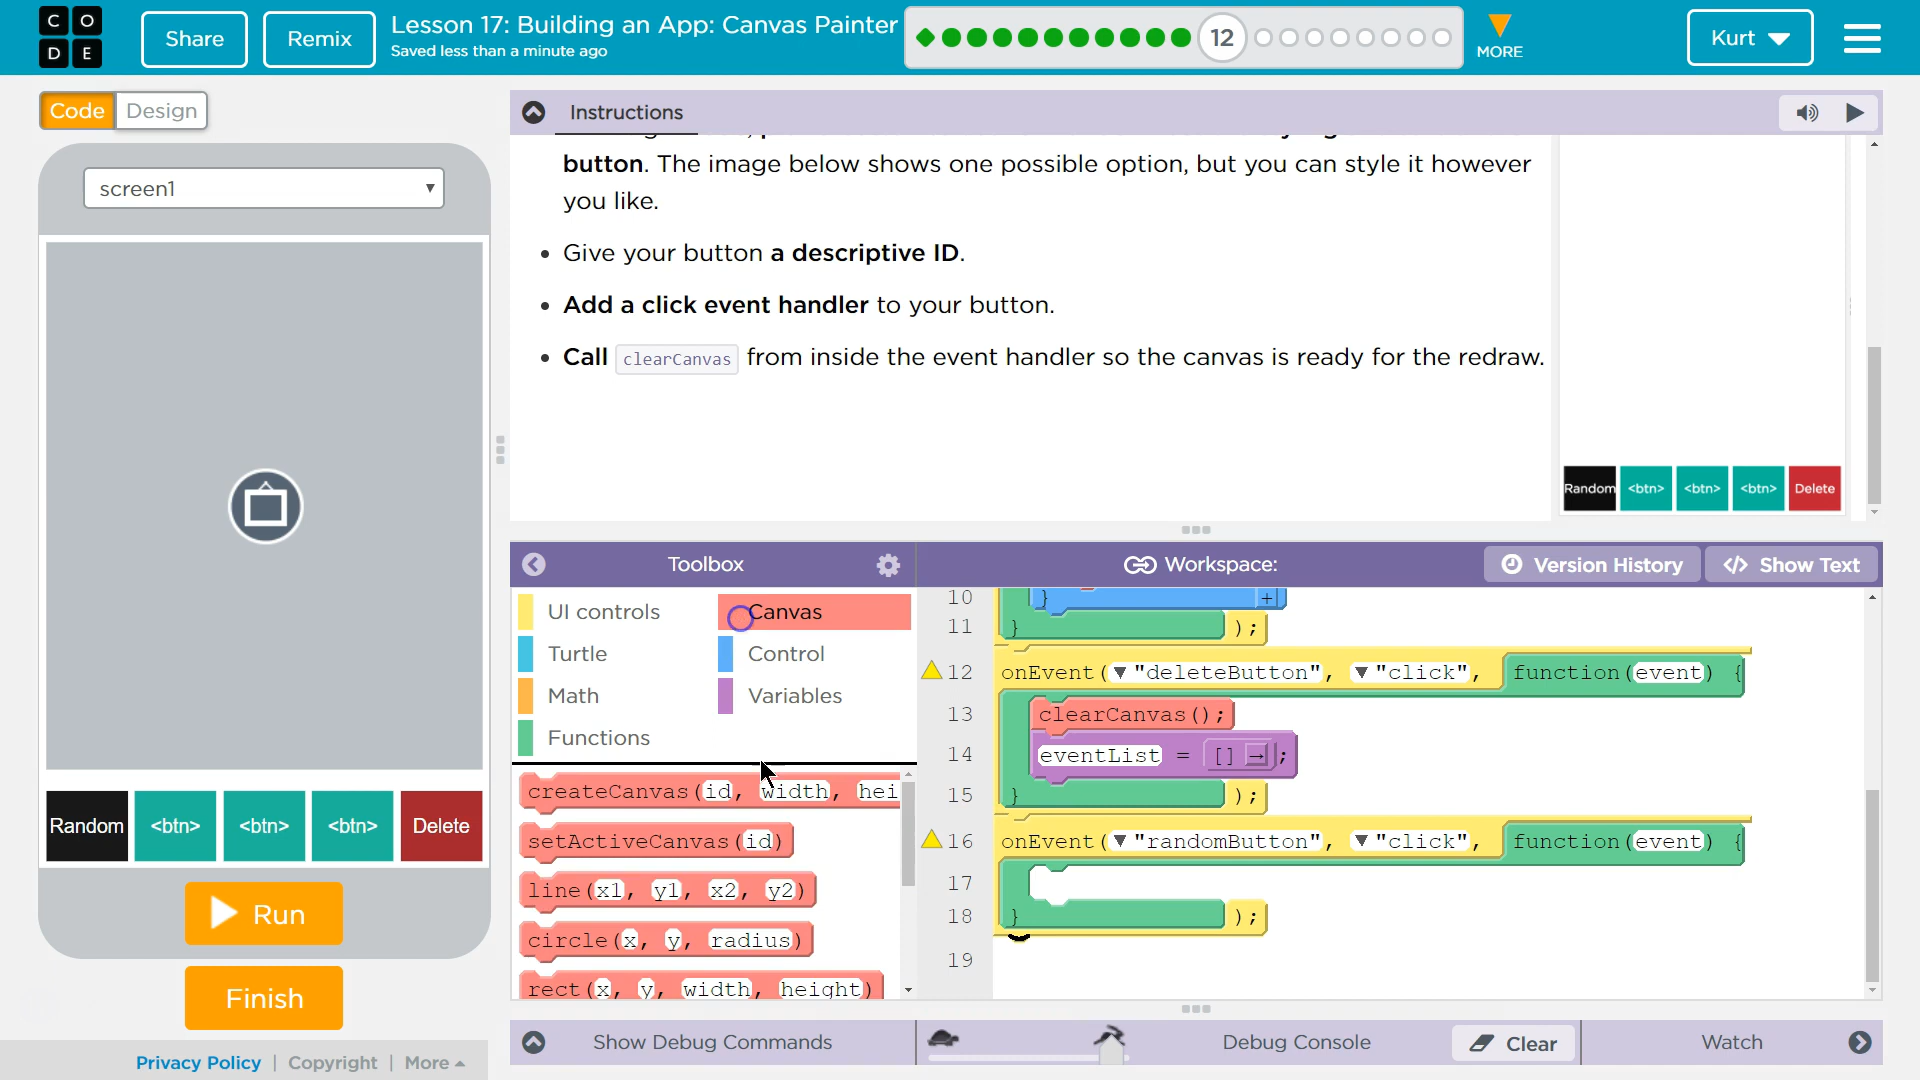 C O
D E
Share
Remix
Lesson 17: Building an App: Canvas Painter
Saved less than a minute ago
12
MORE
Kurt
Code
Design
Instructions
screen1
button. The image below shows one possible option, but you can style it however
you like.
Give your button a descriptive ID.
Add a click event handler to your button.
Call clearCanvas from inside the event handler so the canvas is ready for the redraw.
Random <btn> <btn> <btn> Delete
Toolbox
Workspace:
Version History
Show Text
UI controls
Canvas
Turtle
Control
Math
Variables
Functions
createCanvas(id, width, hei
setActiveCanvas(id)
line(x1, y1, x2, y2)
circle(x, y, radius)
rect(x, y, width, height)
10 } +
11 } );
12 onEvent(▼"deleteButton", ▼"click", function(event) {
13 clearCanvas();
14 eventList = [] →;
15 } );
16 onEvent(▼"randomButton", ▼"click", function(event) {
17
18 } );
19
Random <btn> <btn> <btn> Delete
Run
Finish
Privacy Policy | Copyright | More
Show Debug Commands
Debug Console
Clear
Watch